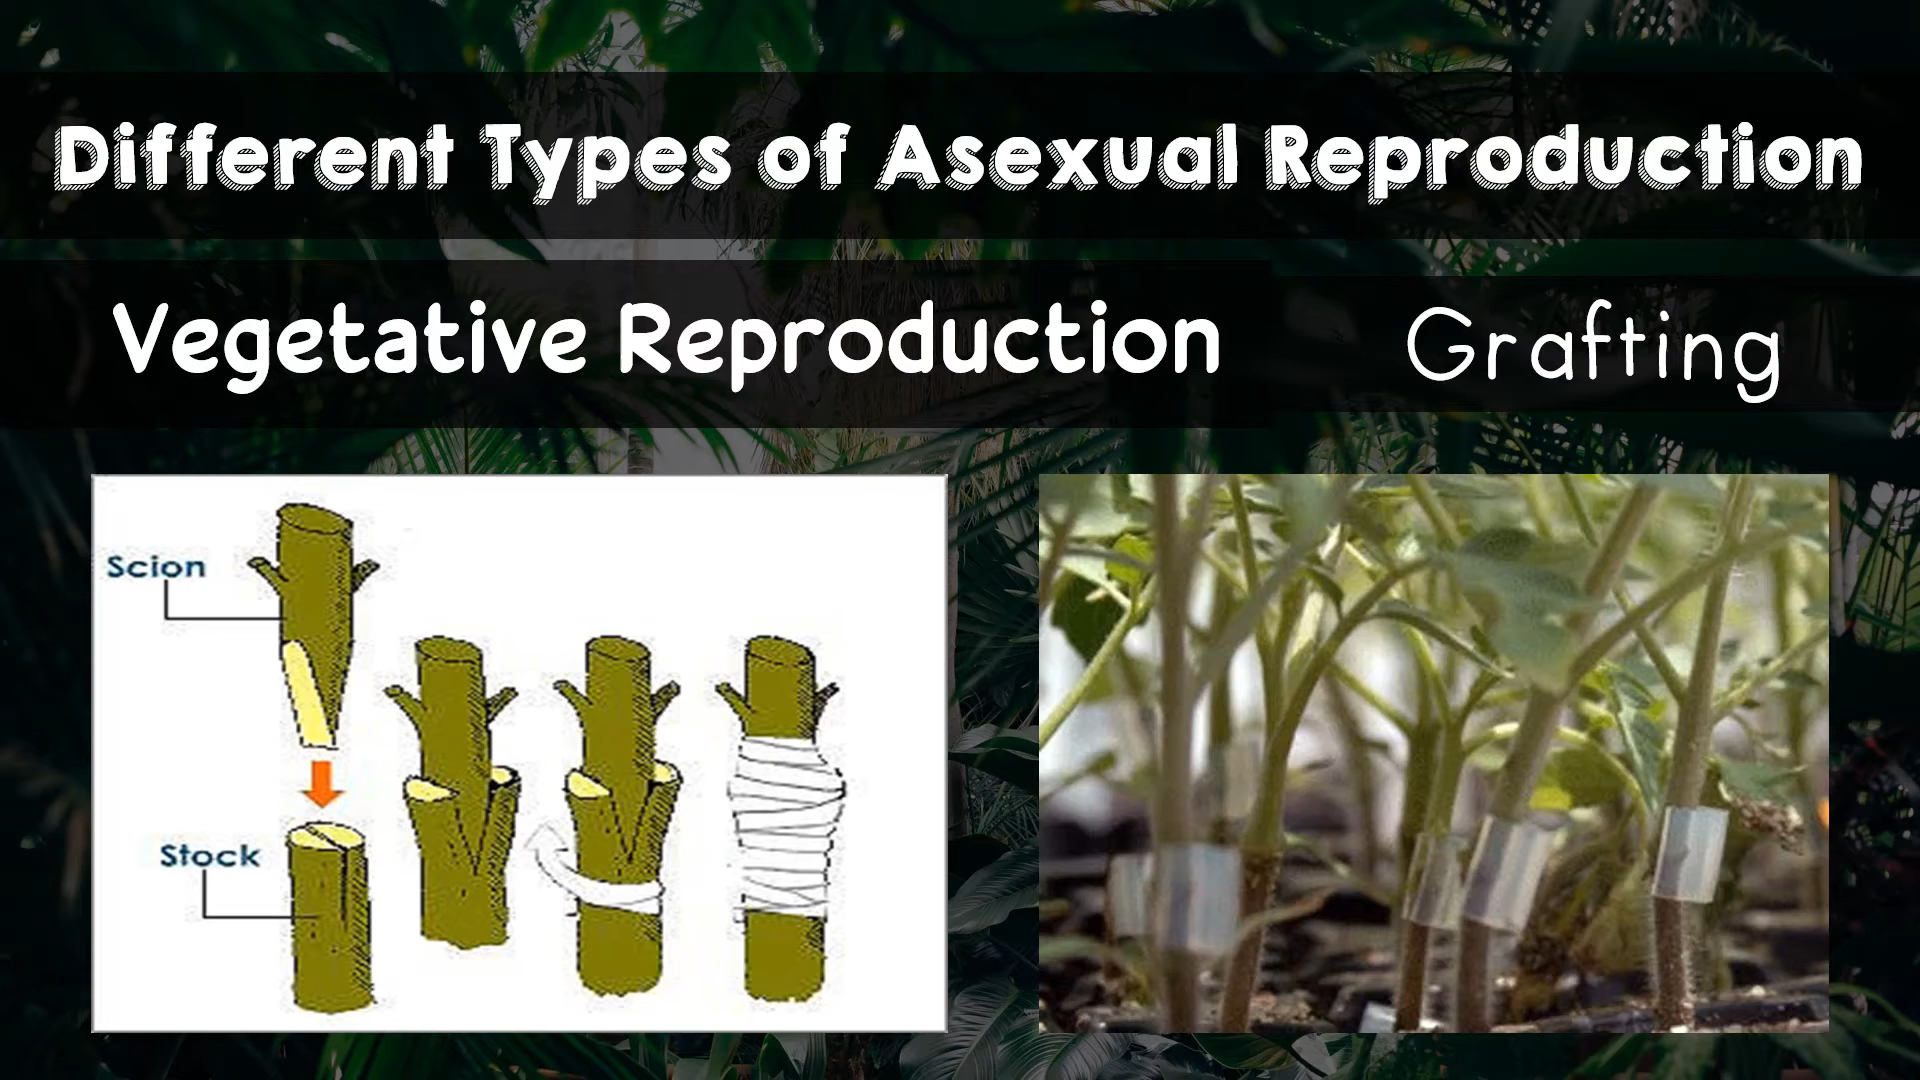 Different Types of Asexual Reproduction
Vegetative Reproduction
Grafting
Scion
Stock